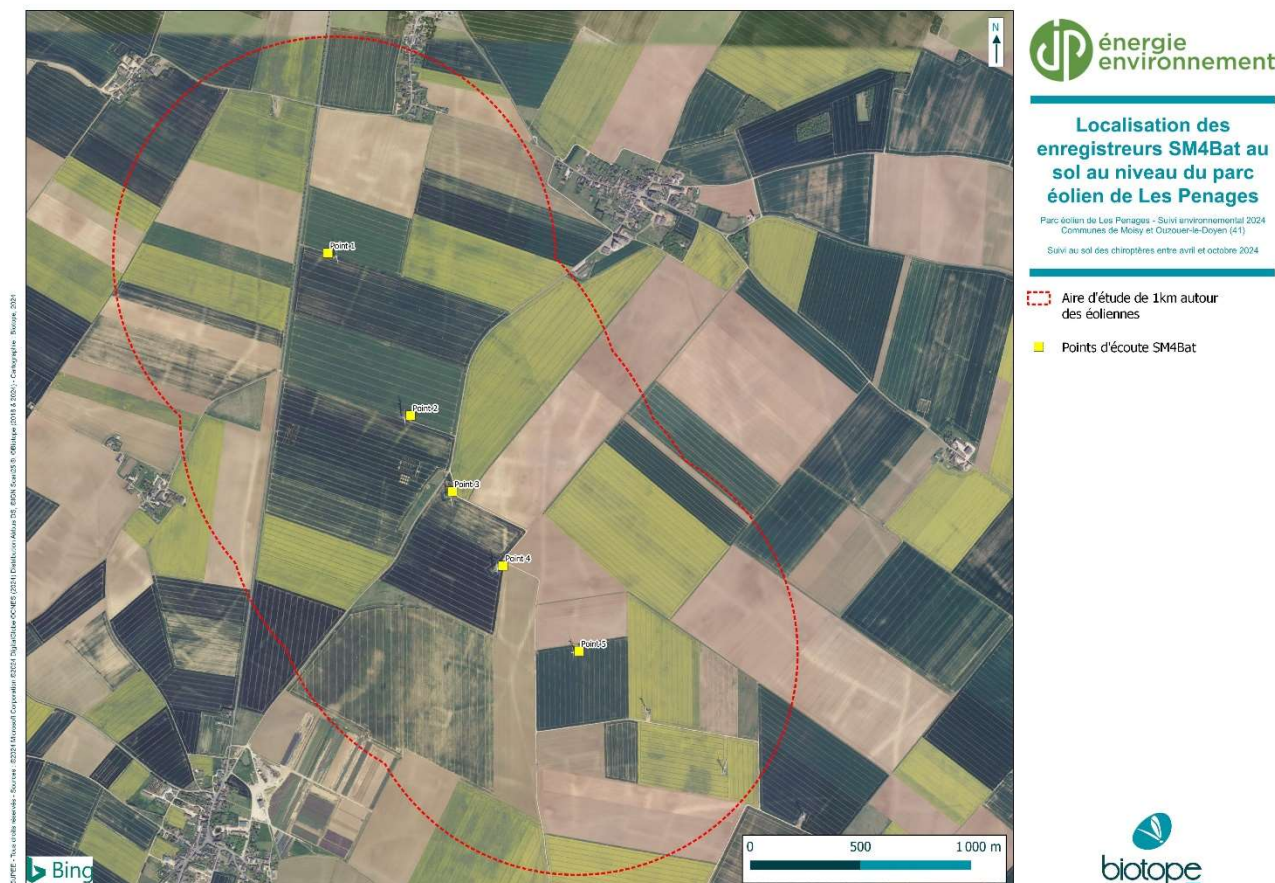 N
énergie
environnement
Localisation des
enregistreurs SM4Bat au
sol au niveau du parc
éolien de Les Penages
Parc éolien de Les Penages - Suivi environnemental 2024
Communes de Moisy et Ouzouer-le-Doyen (41)
Suivi au sol des chiroptères entre avril et octobre 2024
Aire d'étude de 1km autour
des éoliennes
Points d'écoute SM4Bat
Point 1
Point 2
Point 3
Point 4
Point 5
0 500 1 000 m
Bing
biotope